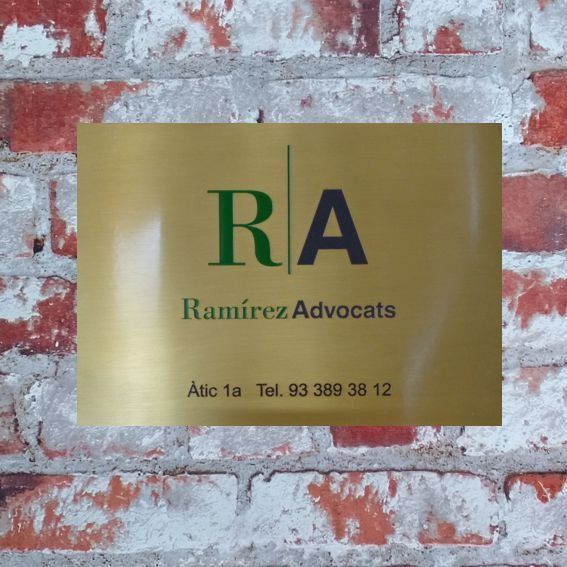 R|A
Ramírez Advocats
Àtic 1a Tel. 93 389 38 12